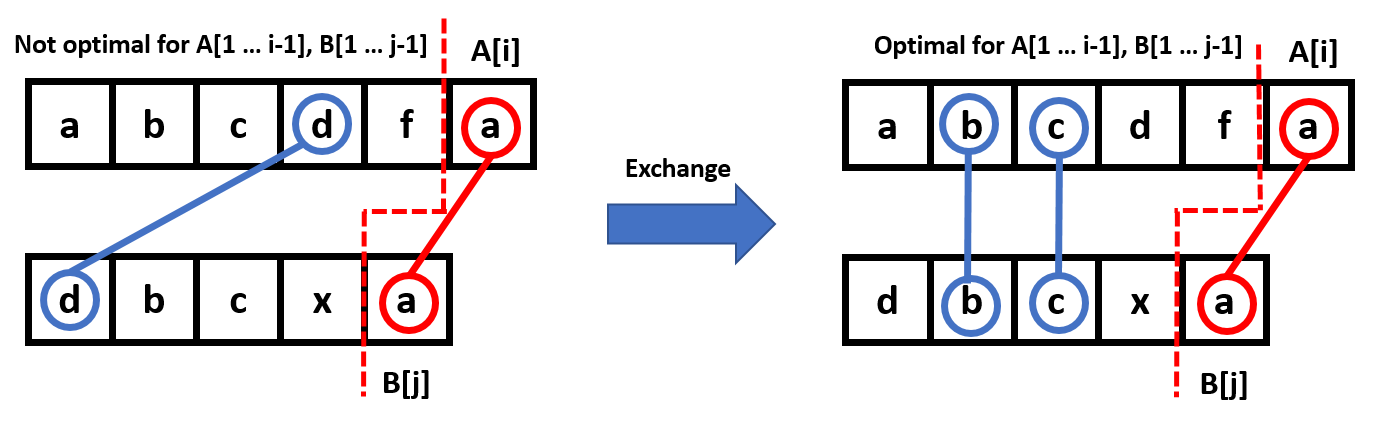 Not optimal for A[1 … i-1], B[1 … j-1]
A[i]
a b c d f a
d b c x a
B[j]
Exchange
Optimal for A[1 … i-1], B[1 … j-1]
A[i]
a b c d f a
d b c x a
B[j]